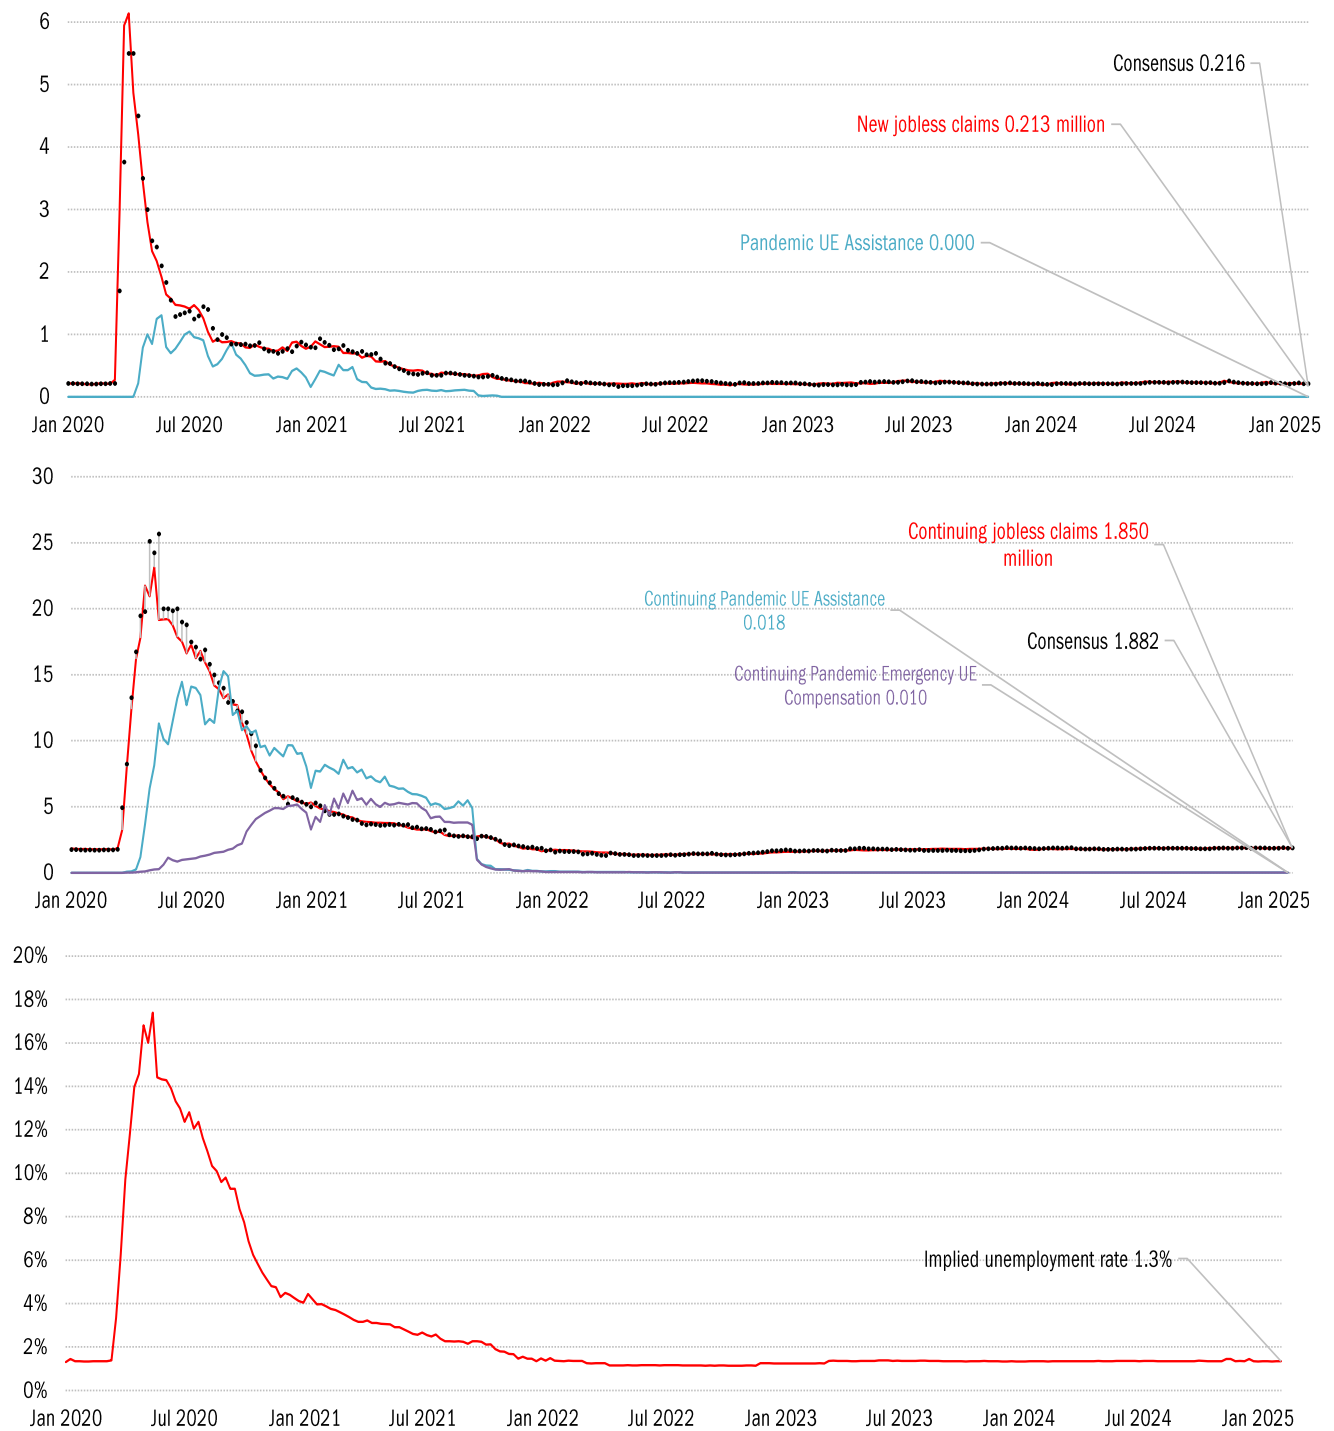 6
Consensus 0.216
5
New jobless claims 0.213 million
4
3
Pandemic UE Assistance 0.000
2
1
0
Jan 2020 Jul 2020 Jan 2021 Jul 2021 Jan 2022 Jul 2022 Jan 2023 Jul 2023 Jan 2024 Jul 2024 Jan 2025
30
25
Continuing jobless claims 1.850
million
20
Continuing Pandemic UE Assistance
0.018
Consensus 1.882
15
Continuing Pandemic Emergency UE
Compensation 0.010
10
5
0
Jan 2020 Jul 2020 Jan 2021 Jul 2021 Jan 2022 Jul 2022 Jan 2023 Jul 2023 Jan 2024 Jul 2024 Jan 2025
20%
18%
16%
14%
12%
10%
8%
6%
Implied unemployment rate 1.3%
4%
2%
0%
Jan 2020 Jul 2020 Jan 2021 Jul 2021 Jan 2022 Jul 2022 Jan 2023 Jul 2023 Jan 2024 Jul 2024 Jan 2025